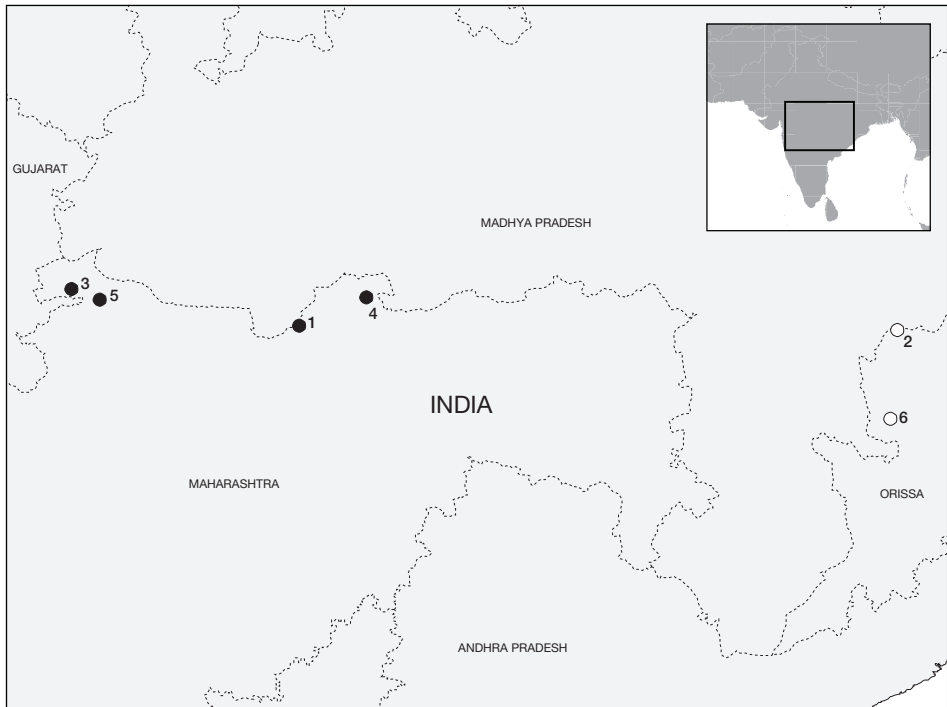 GUJARAT
MADHYA PRADESH
3
5
4
1
2
INDIA
6
MAHARASHTRA
ORISSA
ANDHRA PRADESH